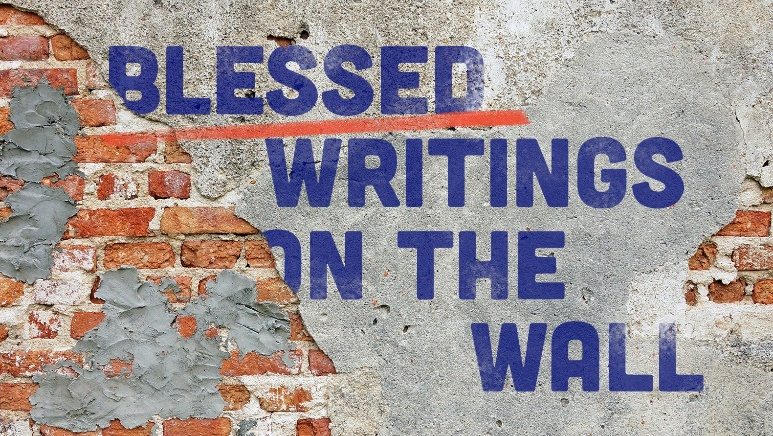 BLESSED
WRITINGS
ON THE
WALL